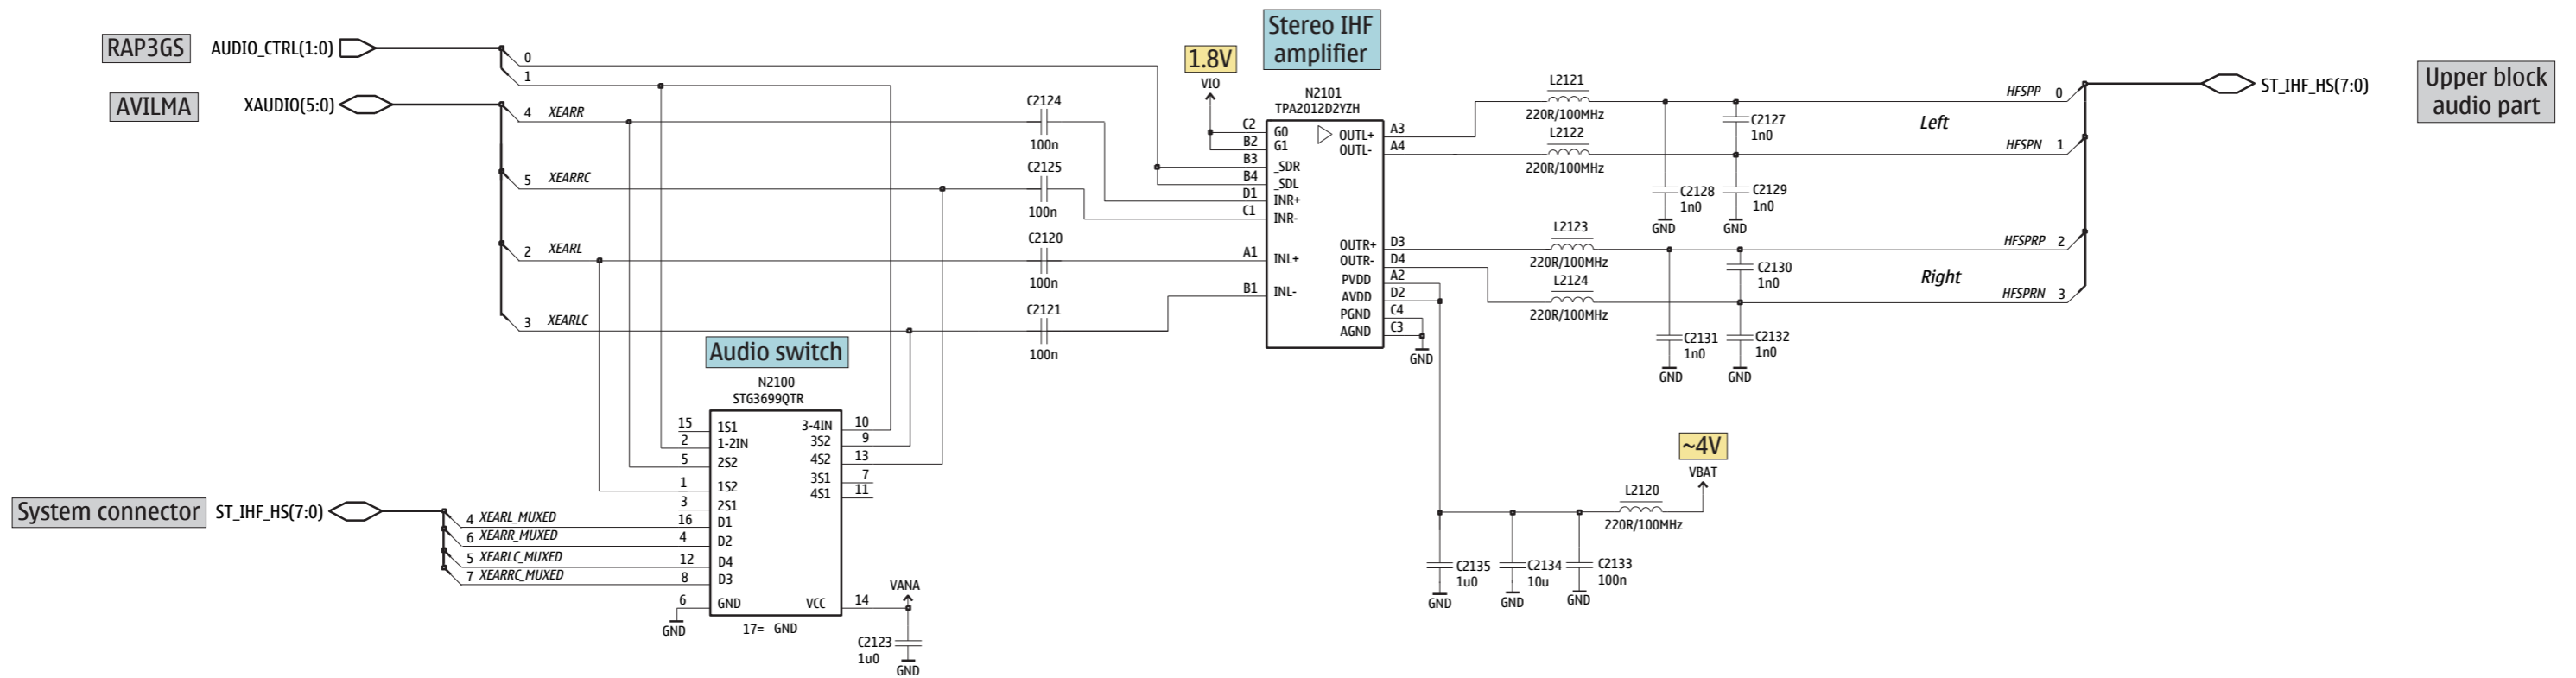 RAP3GS AUDIO_CTRL(1:0)
0
1
AVILMA XAUDIO(5:0)
4 XEARR
5 XEARRC
2 XEARL
3 XEARLC
C2124
100n
C2125
100n
C2120
100n
C2121
100n
Stereo IHF
amplifier
1.8V
VIO
N2101
TPA2012D2YZH
C2 G0
B2 G1
B3 _SDR
B4 _SDL
D1 INR+
C1 INR-
A1 INL+
B1 INL-
OUTL+ A3
OUTL- A4
OUTR+ D3
OUTR- D4
PVDD A2
AVDD D2
PGND C4
AGND C3
GND
L2121
220R/100MHz
L2122
220R/100MHz
C2127
1n0
C2128
1n0
GND
C2129
1n0
GND
Left
HFSPP 0
HFSPN 1
L2123
220R/100MHz
L2124
220R/100MHz
C2130
1n0
C2131
1n0
GND
C2132
1n0
GND
Right
HFSPRP 2
HFSPRN 3
ST_IHF_HS(7:0)
Upper block
audio part
Audio switch
N2100
STG3699QTR
15 1S1
2 1-2IN
5 2S2
1 1S2
3 2S1
16 D1
4 D2
12 D4
8 D3
6 GND
3-4IN 10
3S2 9
4S2 13
3S1 7
4S1 11
VCC 14
17= GND
GND
System connector ST_IHF_HS(7:0)
4 XEARL_MUXED
6 XEARR_MUXED
5 XEARLC_MUXED
7 XEARRC_MUXED
VANA
C2123
1u0
GND
~4V
VBAT
L2120
220R/100MHz
C2135
1u0
GND
C2134
10u
GND
C2133
100n
GND